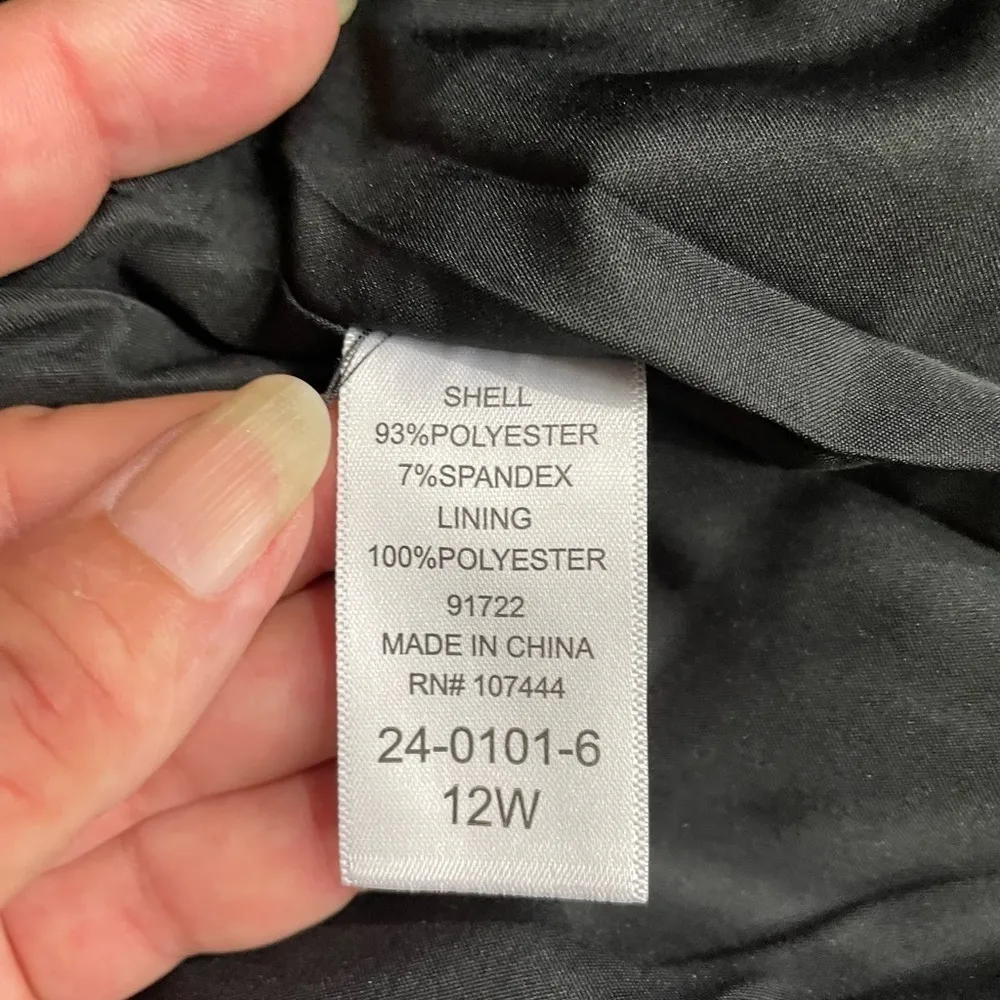 SHELL
93%POLYESTER
7%SPANDEX
LINING
100%POLYESTER
91722
MADE IN CHINA
RN# 107444
24-0101-6
12W